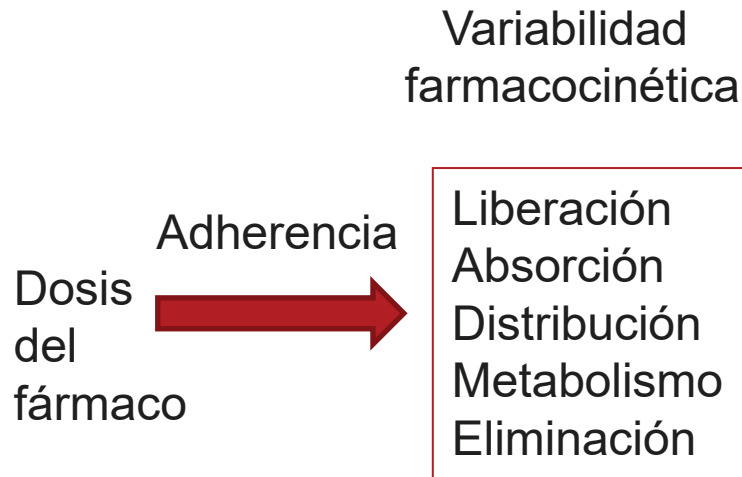 Variabilidad
farmacocinética
Adherencia
Dosis
del
fármaco
Liberación
Absorción
Distribución
Metabolismo
Eliminación